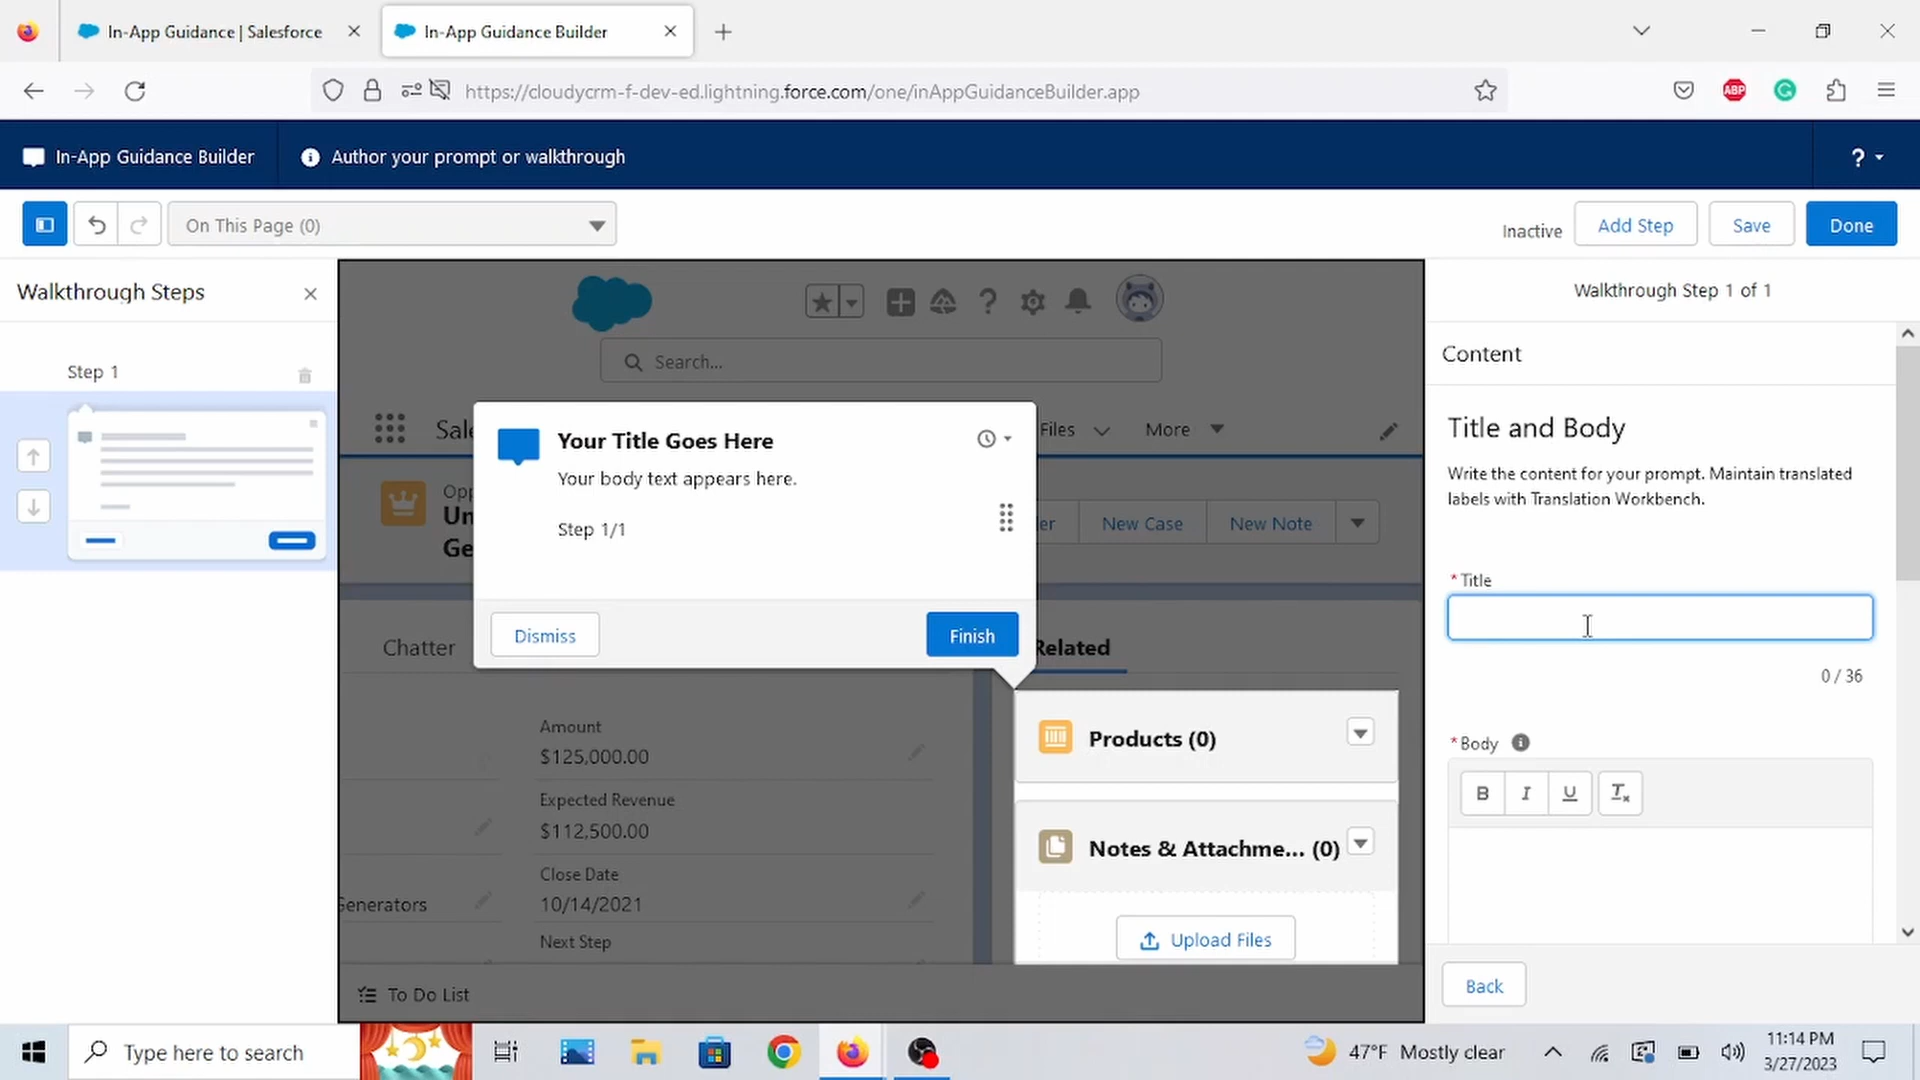 In-App Guidance | Salesforce
In-App Guidance Builder
https://cloudycrm-f-dev-ed.lightning.force.com/one/inAppGuidanceBuilder.app
ABP
In-App Guidance Builder
Author your prompt or walkthrough
?
On This Page (0)
Inactive
Add Step
Save
Done
Walkthrough Steps
Walkthrough Step 1 of 1
Step 1
Search...
Content
Title and Body
Write the content for your prompt. Maintain translated
labels with Translation Workbench.
Files
More
Your Title Goes Here
Your body text appears here.
Step 1/1
Dismiss
Finish
New Case
New Note
* Title
0 / 36
* Body
B I U Tx
Chatter
Related
Amount
$125,000.00
Expected Revenue
$112,500.00
Close Date
10/14/2021
Next Step
Generators
Products (0)
Notes & Attachme... (0)
Upload Files
To Do List
Back
Type here to search
47°F Mostly clear
11:14 PM
3/27/2023